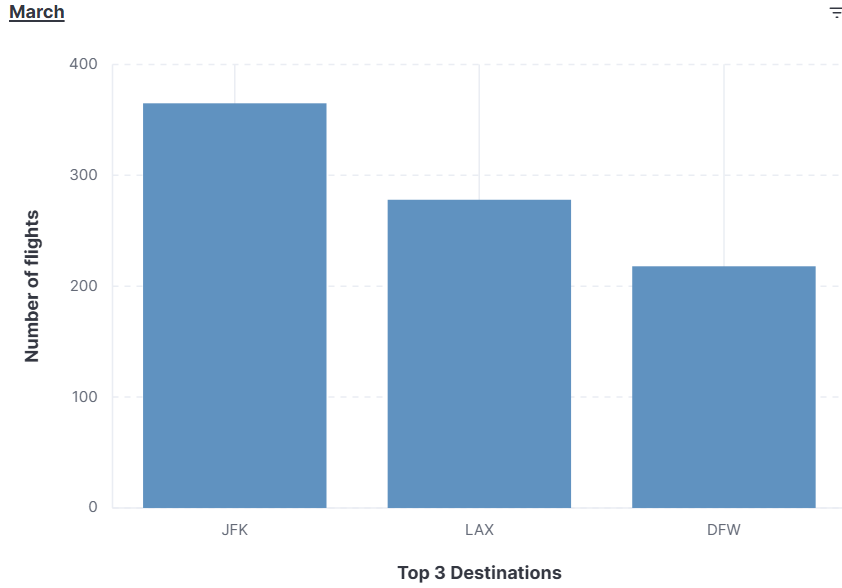 March
400
300
200
100
0
Number of flights
JFK
LAX
DFW
Top 3 Destinations